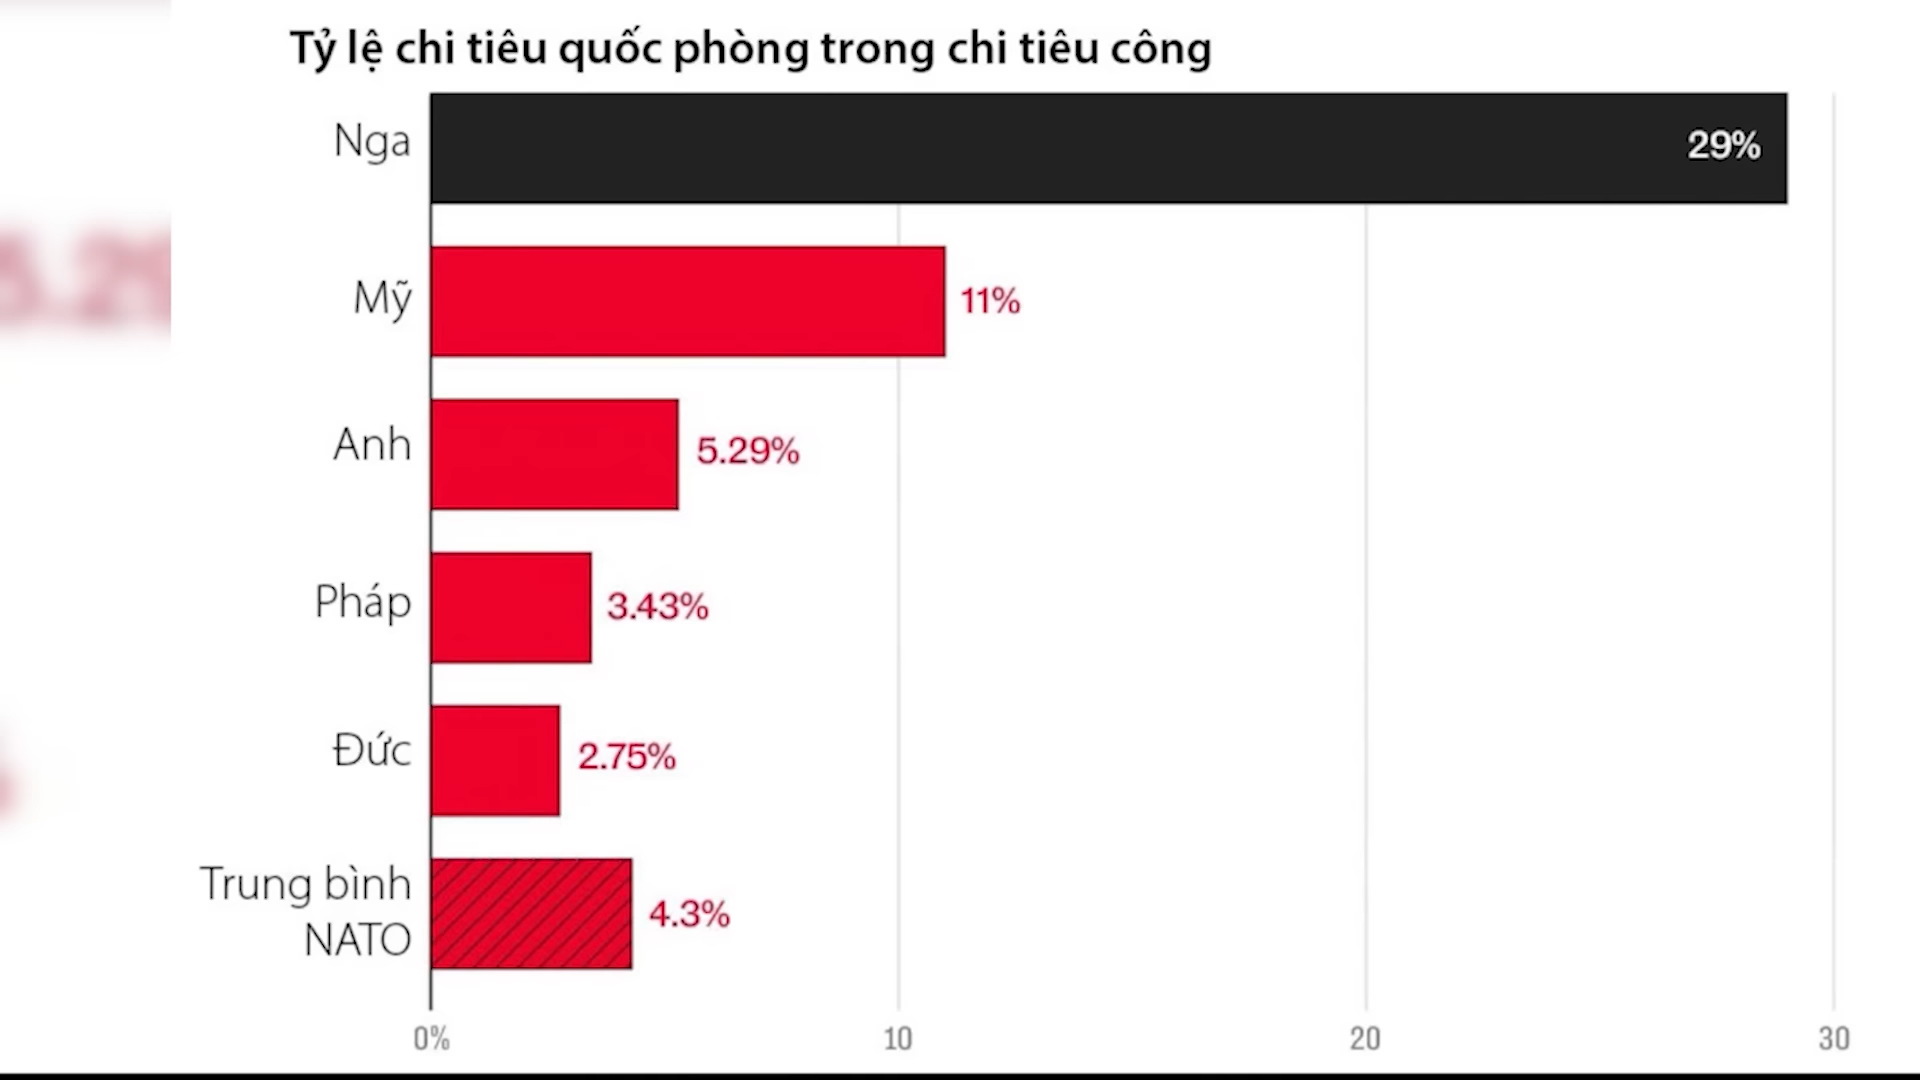 Tỷ lệ chi tiêu quốc phòng trong chi tiêu công
Nga
29%
Mỹ
11%
Anh
5.29%
Pháp
3.43%
Đức
2.75%
Trung bình
NATO
4.3%
0%
10
20
30